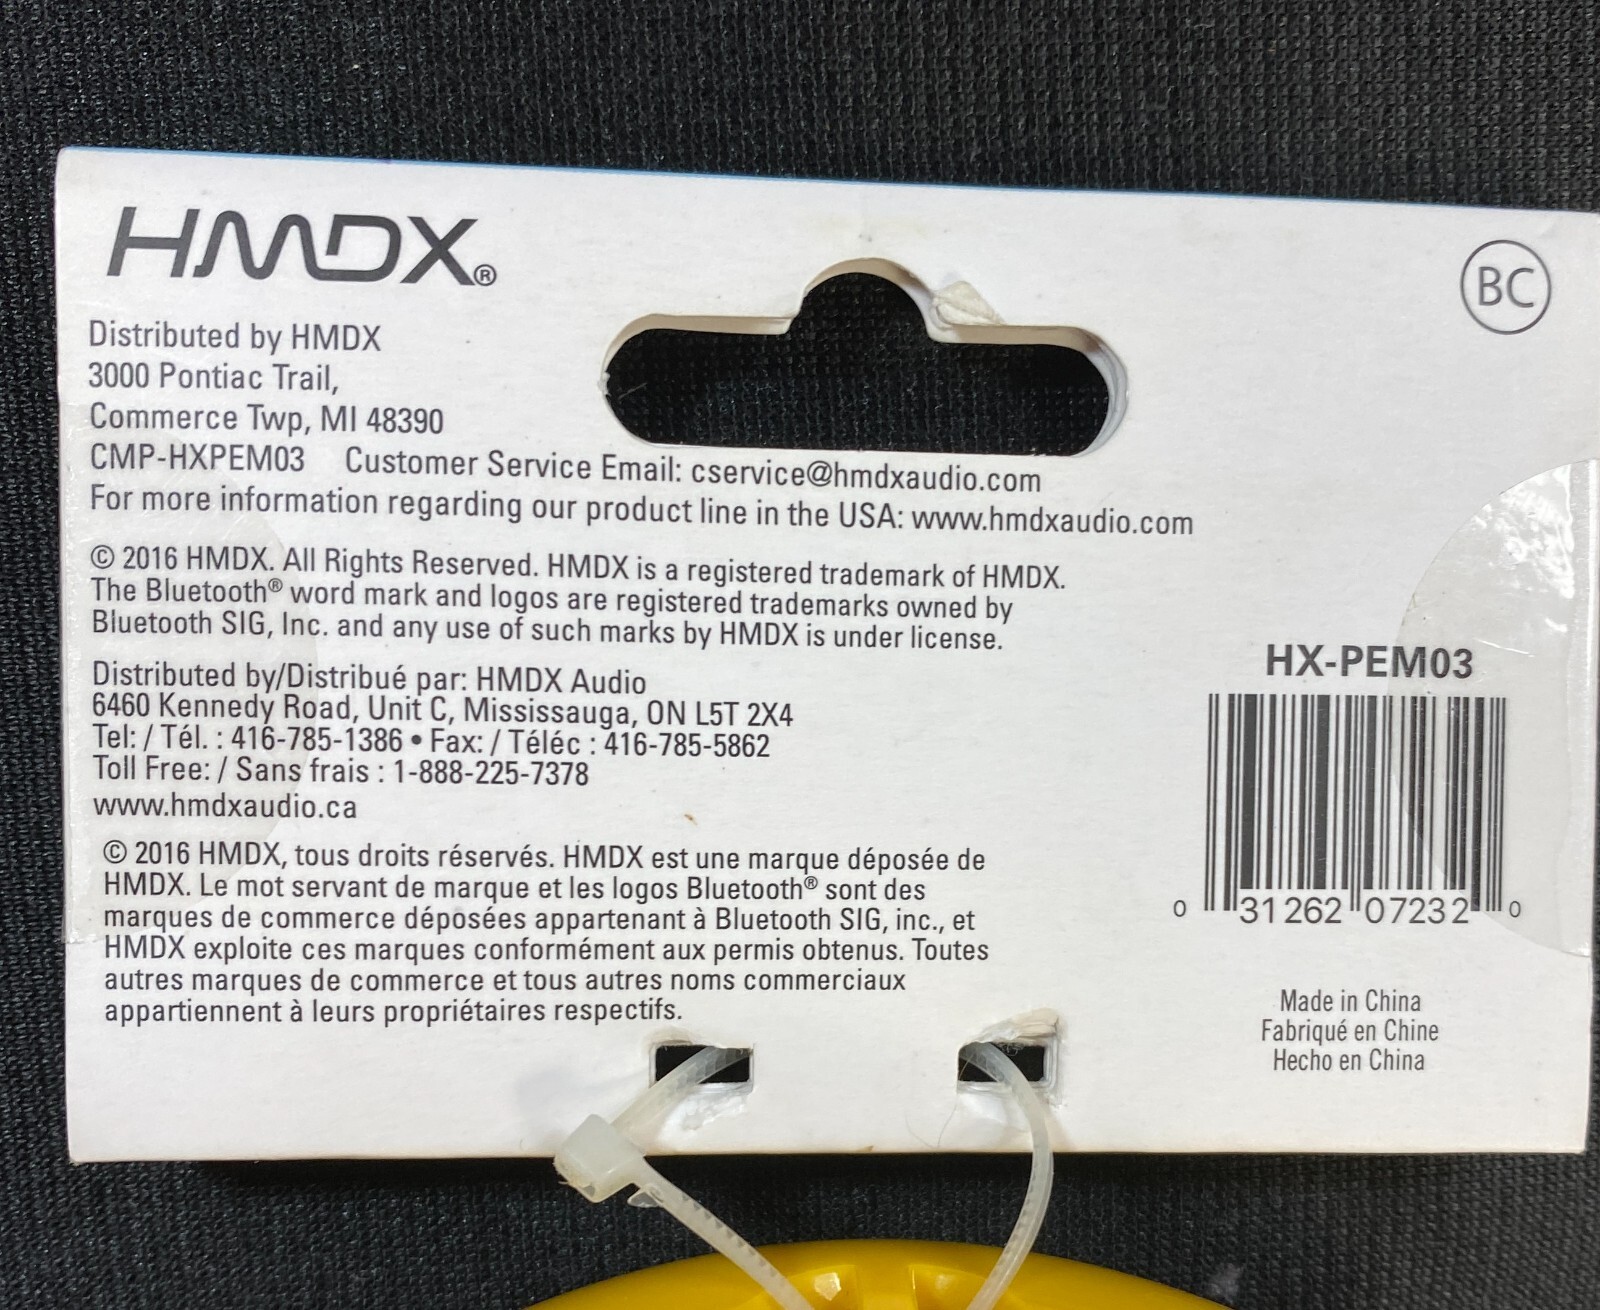 HMDX®
BC
Distributed by HMDX
3000 Pontiac Trail,
Commerce Twp, MI 48390
CMP-HXPEM03 Customer Service Email: cservice@hmdxaudio.com
For more information regarding our product line in the USA: www.hmdxaudio.com
© 2016 HMDX. All Rights Reserved. HMDX is a registered trademark of HMDX.
The Bluetooth® word mark and logos are registered trademarks owned by
Bluetooth SIG, Inc. and any use of such marks by HMDX is under license.
Distributed by/Distribué par: HMDX Audio
6460 Kennedy Road, Unit C, Mississauga, ON L5T 2X4
Tel: / Tél. : 416-785-1386 • Fax: / Téléc : 416-785-5862
Toll Free: / Sans frais : 1-888-225-7378
www.hmdxaudio.ca
© 2016 HMDX, tous droits réservés. HMDX est une marque déposée de
HMDX. Le mot servant de marque et les logos Bluetooth® sont des
marques de commerce déposées appartenant à Bluetooth SIG, inc., et
HMDX exploite ces marques conformément aux permis obtenus. Toutes
autres marques de commerce et tous autres noms commerciaux
appartiennent à leurs propriétaires respectifs.
HX-PEM03
0 31262 07232 0
Made in China
Fabriqué en Chine
Hecho en China